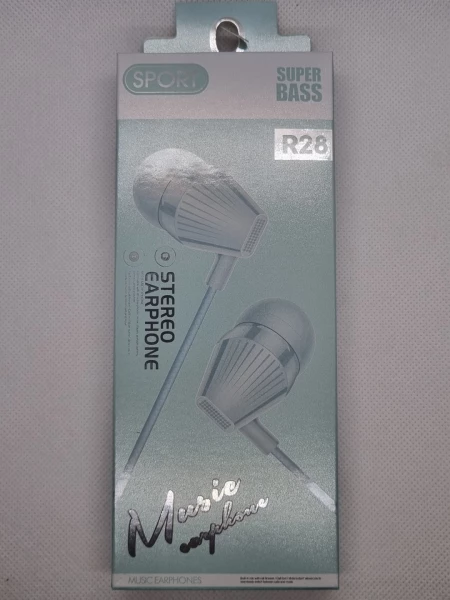 SPORT
SUPER
BASS
R28
STEREO
EARPHONE
Music
earphone
MUSIC EARPHONES